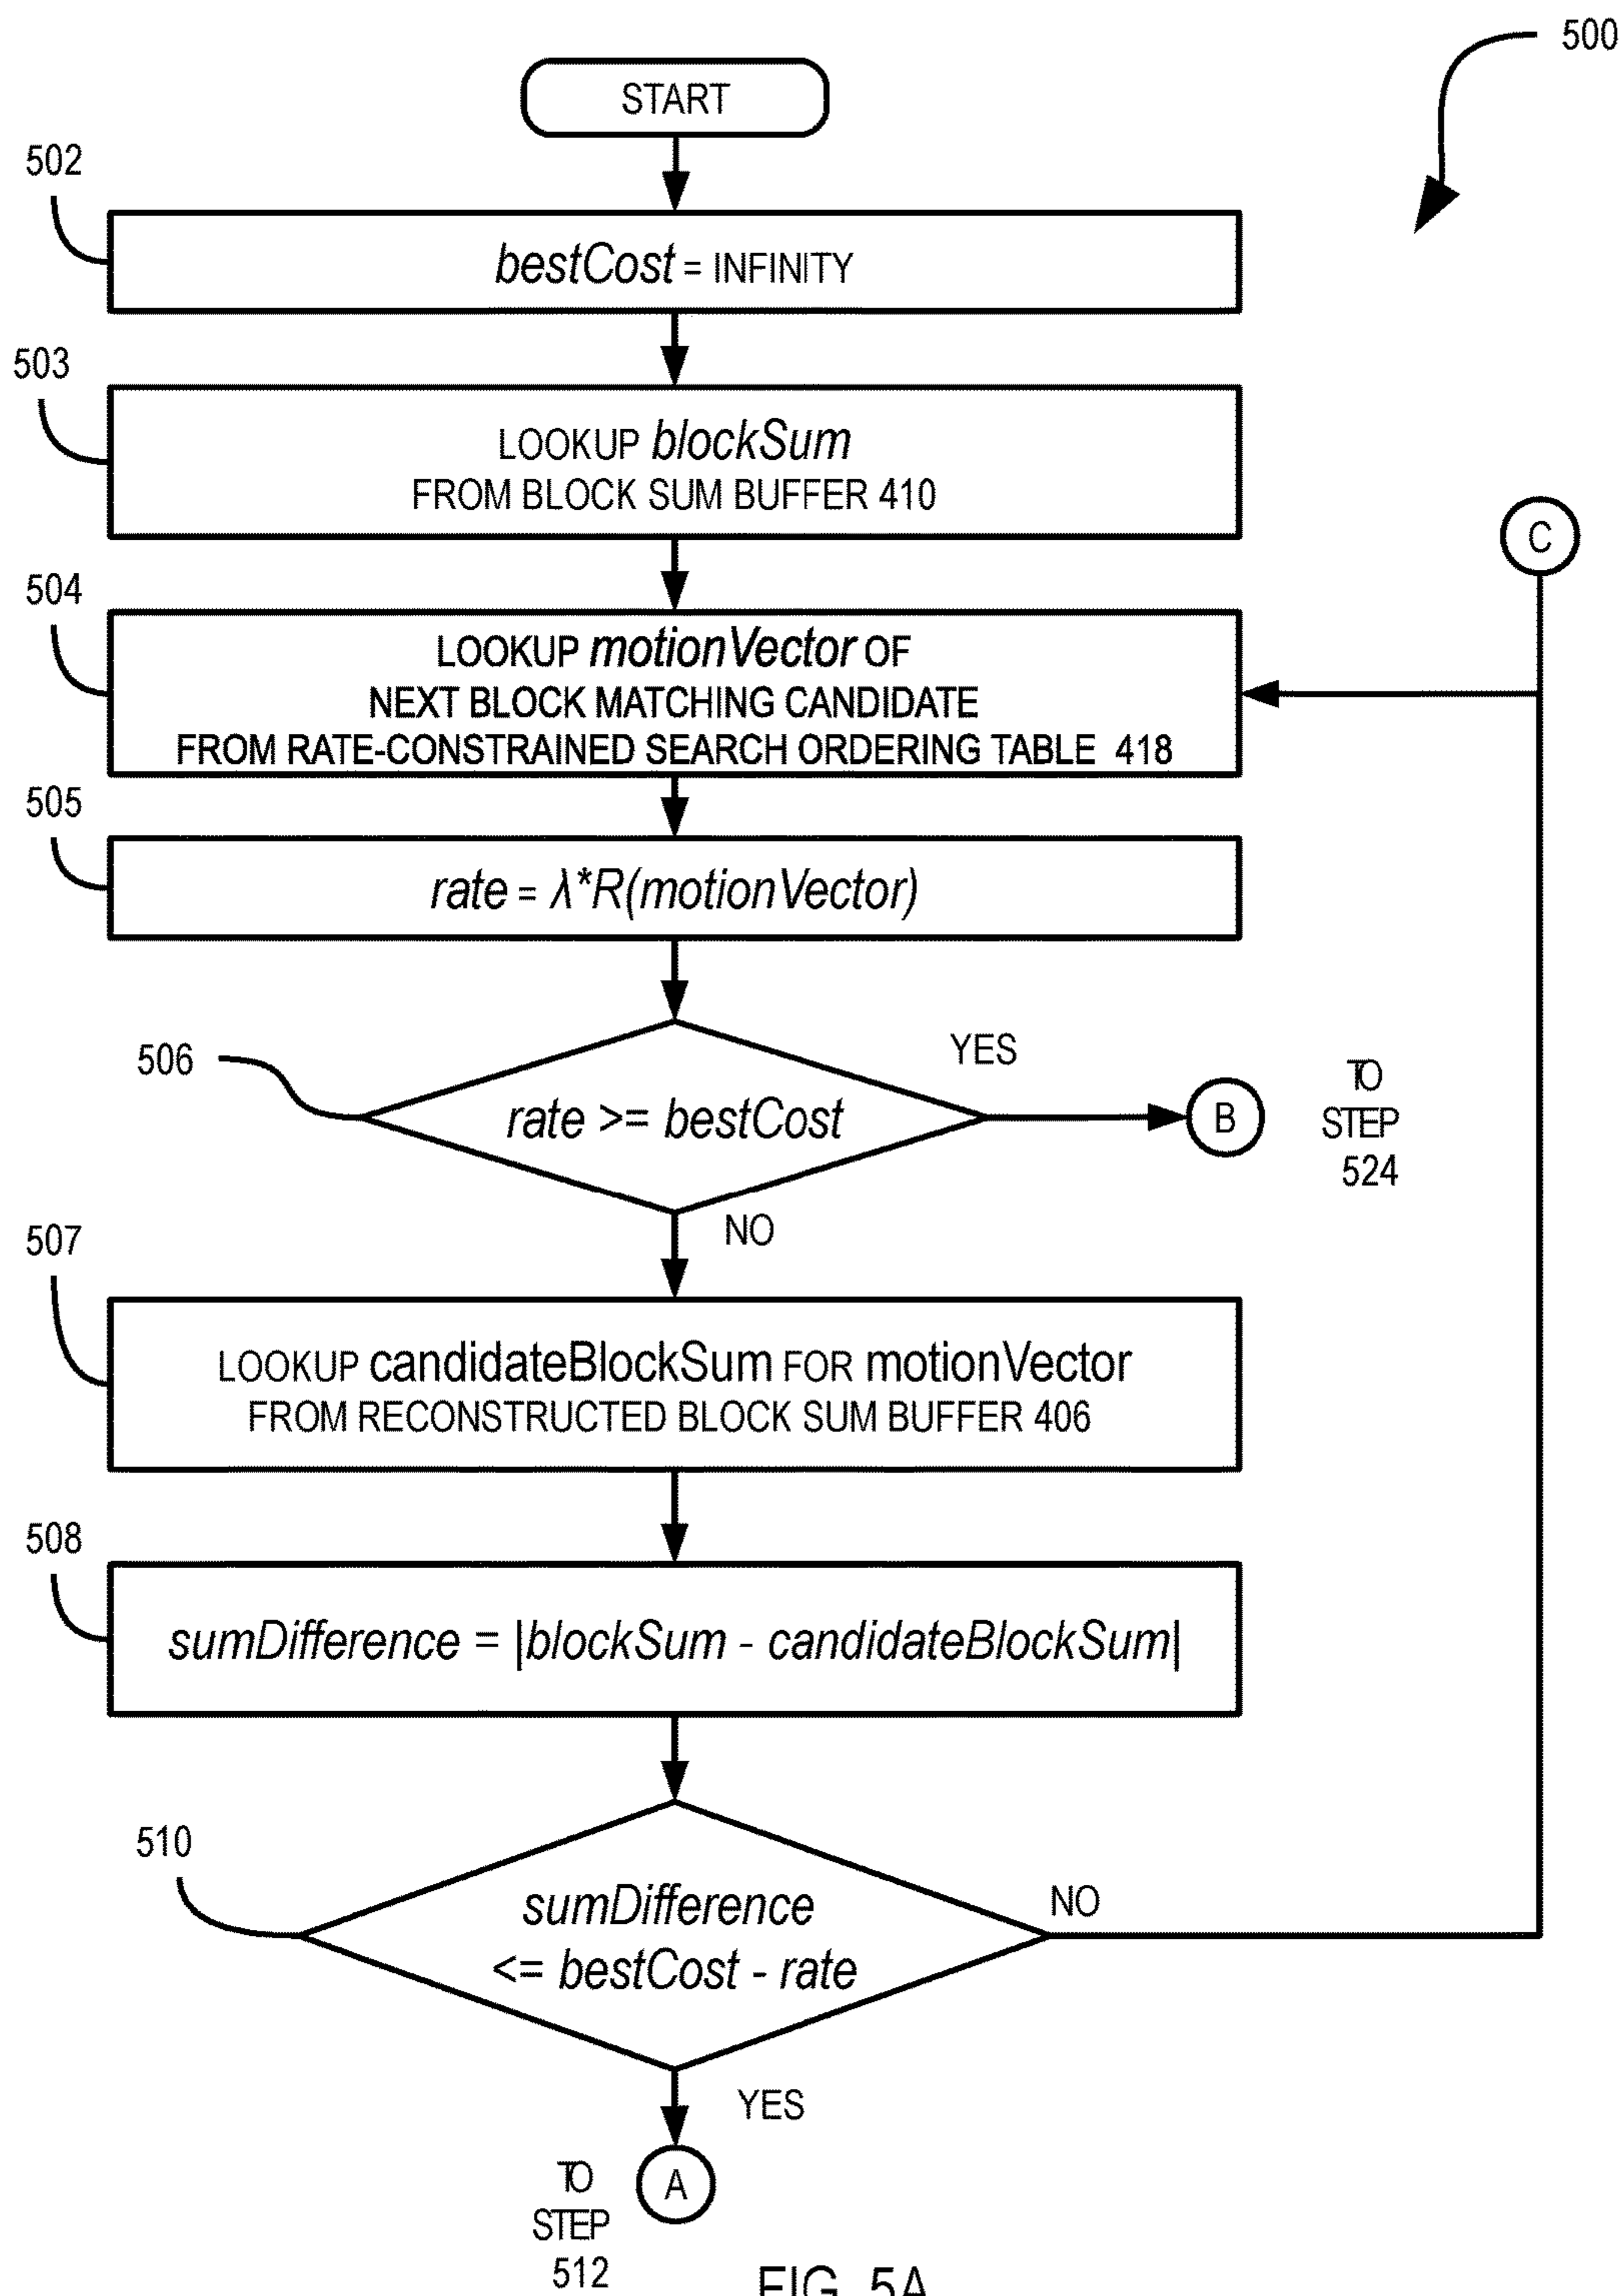 500
START
502
bestCost = INFINITY
503
LOOKUP blockSum
FROM BLOCK SUM BUFFER 410
C
504
LOOKUP motionVector OF
NEXT BLOCK MATCHING CANDIDATE
FROM RATE-CONSTRAINED SEARCH ORDERING TABLE 418
505
rate = λ*R(motionVector)
506
rate >= bestCost
YES
B
TO
STEP
524
NO
507
LOOKUP candidateBlockSum FOR motionVector
FROM RECONSTRUCTED BLOCK SUM BUFFER 406
508
sumDifference = |blockSum - candidateBlockSum|
510
sumDifference
<= bestCost - rate
NO
YES
A
TO
STEP
512
FIG. 5A